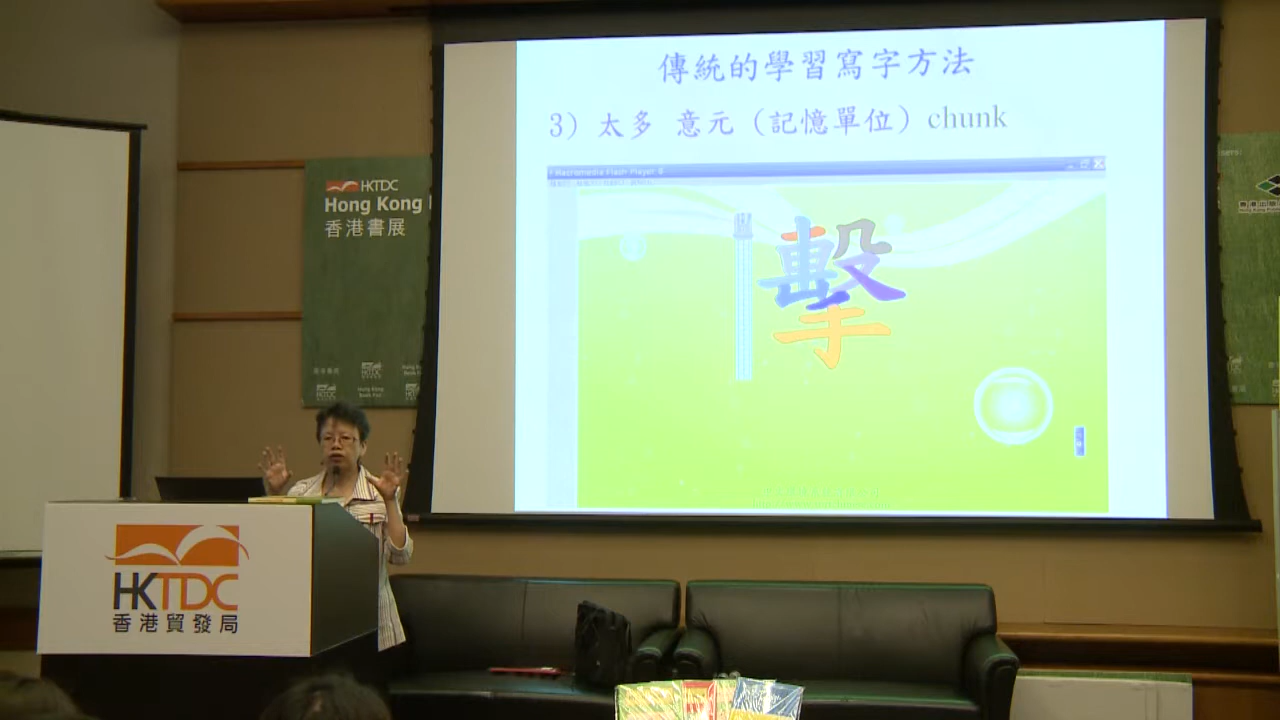 傳統的學習寫字方法
3) 太多 意元 (記憶單位) chunk
Macromedia Flash Player 6
擊
HKTDC
Hong Kong
香港書展
HKTDC
香港貿發局